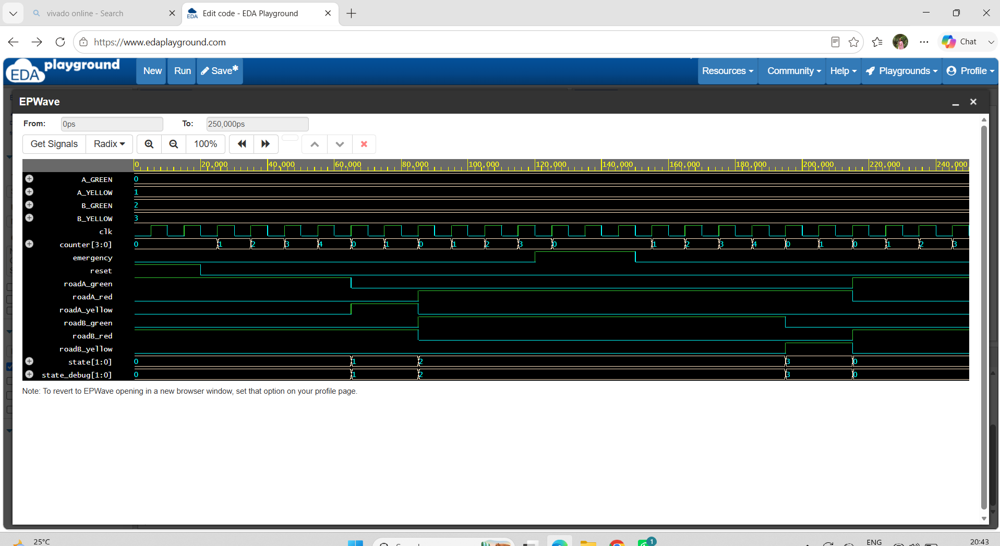 vivado online - Search
Edit code - EDA Playground
https://www.edaplayground.com
Chat
EDA playground
New
Run
Save*
Resources
Community
Help
Playgrounds
Profile
EPWave
From:
0ps
To:
250,000ps
Get Signals
Radix
100%
0 20,000 40,000 60,000 80,000 100,000 120,000 140,000 160,000 180,000 200,000 220,000 240,000
A_GREEN 0
A_YELLOW 1
B_GREEN 2
B_YELLOW 3
clk
counter[3:0] 0 1 2 3 4 0 1 0 1 2 3 0 1 2 3 4 0 1 0 1 2 3
emergency
reset
roadA_green
roadA_red
roadA_yellow
roadB_green
roadB_red
roadB_yellow
state[1:0] 0 1 2 3 0
state_debug[1:0] 0 1 2 3 0
Note: To revert to EPWave opening in a new browser window, set that option on your profile page.
25°C
1
ENG
20:43